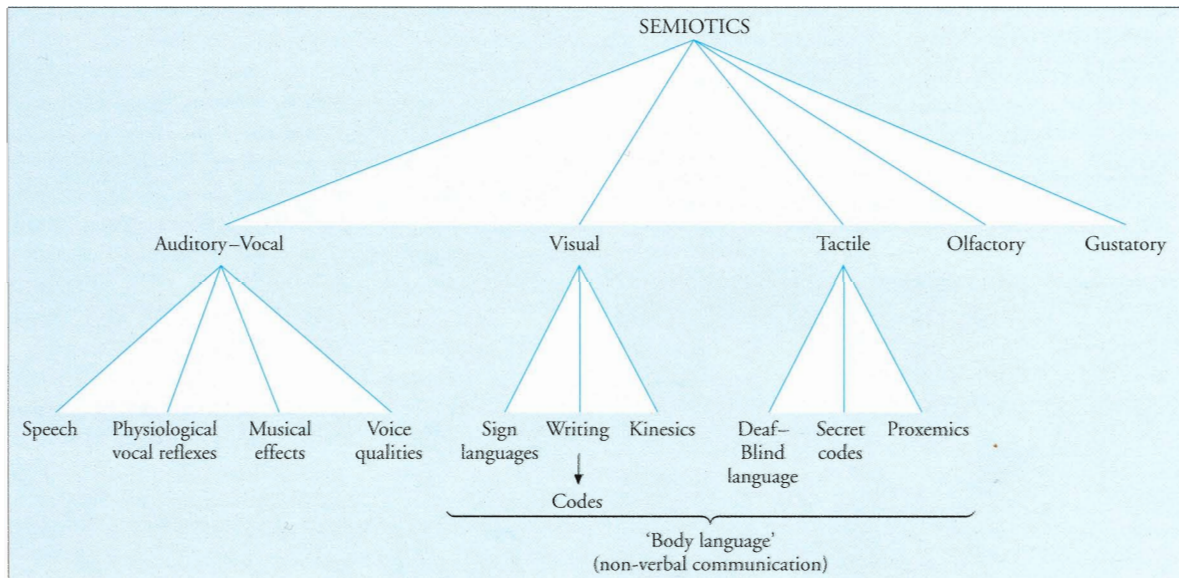 SEMIOTICS
Auditory–Vocal Visual Tactile Olfactory Gustatory
Speech Physiological Musical Voice Sign Writing Kinesics Deaf– Secret Proxemics
vocal reflexes effects qualities languages Blind codes
language
Codes
‘Body language’
(non-verbal communication)